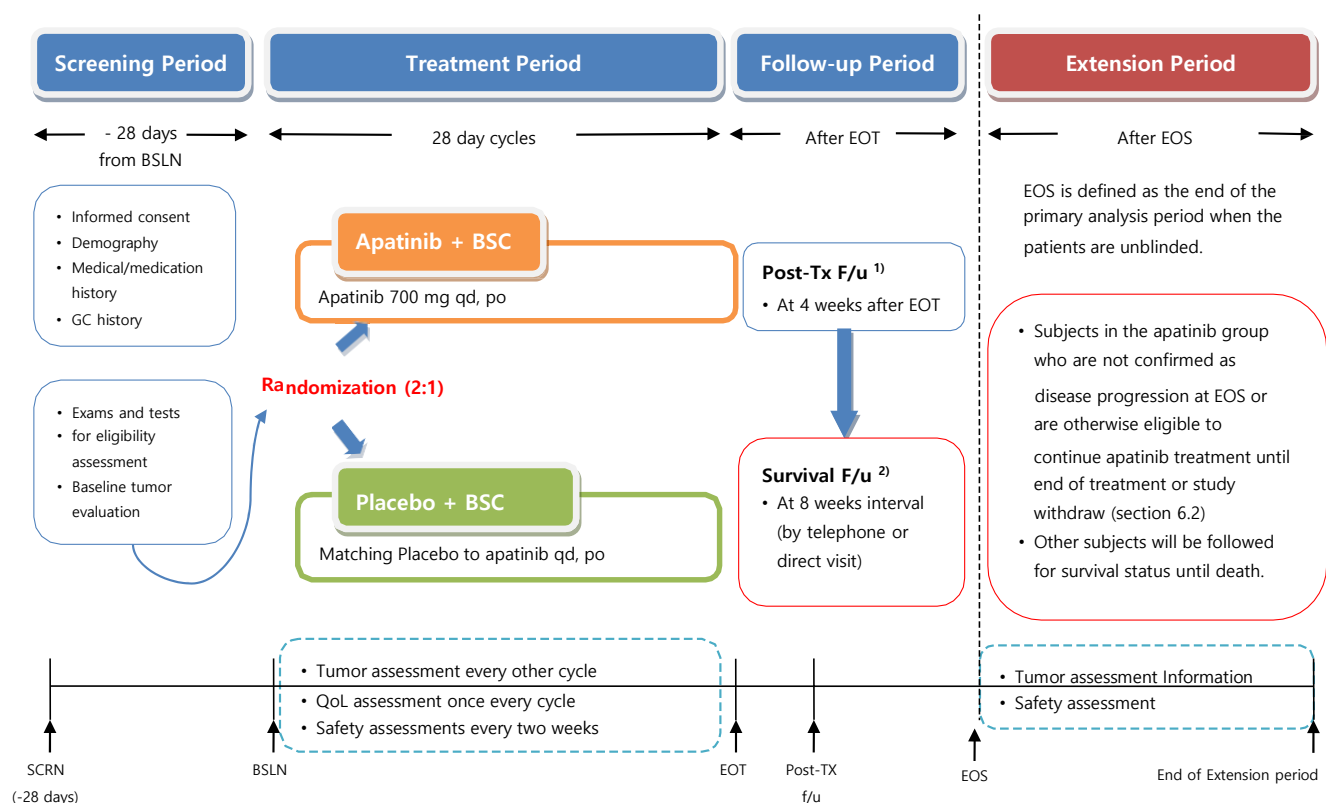 Screening Period
Treatment Period
Follow-up Period
Extension Period
- 28 days
from BSLN
28 day cycles
After EOT
After EOS
• Informed consent
• Demography
• Medical/medication
history
• GC history
• Exams and tests
• for eligibility
assessment
• Baseline tumor
evaluation
Randomization (2:1)
Apatinib + BSC
Apatinib 700 mg qd, po
Placebo + BSC
Matching Placebo to apatinib qd, po
Post-Tx F/u 1)
• At 4 weeks after EOT
Survival F/u 2)
• At 8 weeks interval
(by telephone or
direct visit)
EOS is defined as the end of the
primary analysis period when the
patients are unblinded.
• Subjects in the apatinib group
who are not confirmed as
disease progression at EOS or
are otherwise eligible to
continue apatinib treatment until
end of treatment or study
withdraw (section 6.2)
• Other subjects will be followed
for survival status until death.
• Tumor assessment every other cycle
• QoL assessment once every cycle
• Safety assessments every two weeks
• Tumor assessment Information
• Safety assessment
SCRN
(-28 days)
BSLN
EOT
Post-TX
f/u
EOS
End of Extension period